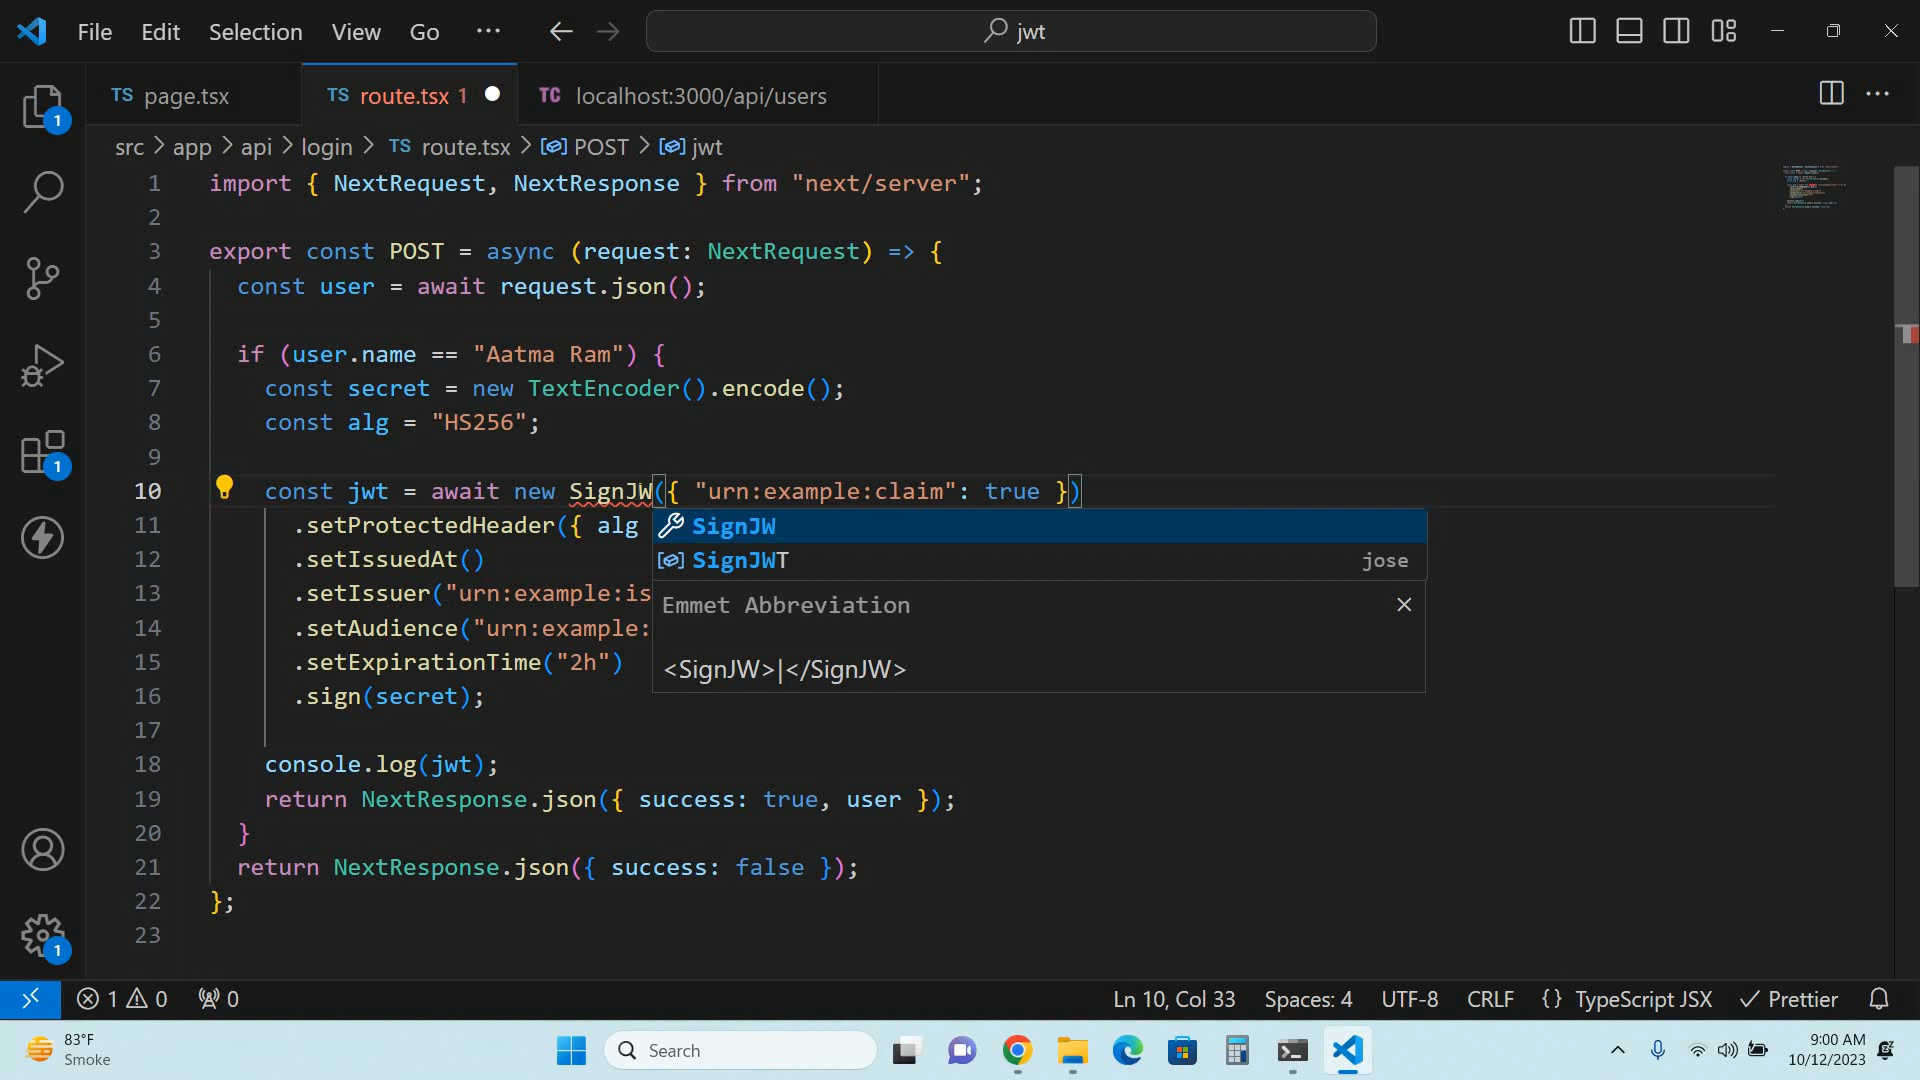 File Edit Selection View Go ··· jwt
1
TS page.tsx TS route.tsx 1 TC localhost:3000/api/users ···
src > app > api > login > TS route.tsx > POST > jwt
1 import { NextRequest, NextResponse } from "next/server";
2
3 export const POST = async (request: NextRequest) => {
4 const user = await request.json();
5
6 if (user.name == "Aatma Ram") {
7 const secret = new TextEncoder().encode();
8 const alg = "HS256";
9
1
10 const jwt = await new SignJW({ "urn:example:claim": true })
11 .setProtectedHeader({ alg
12 .setIssuedAt()
13 .setIssuer("urn:example:is
14 .setAudience("urn:example:
15 .setExpirationTime("2h")
16 .sign(secret);
17
18 console.log(jwt);
19 return NextResponse.json({ success: true, user });
20 }
21 return NextResponse.json({ success: false });
22 };
23
SignJW
SignJWT jose
Emmet Abbreviation
<SignJW>|</SignJW>
1
1 0 0 Ln 10, Col 33 Spaces: 4 UTF-8 CRLF {} TypeScript JSX Prettier
83°F
Smoke
Search
9:00 AM
10/12/2023